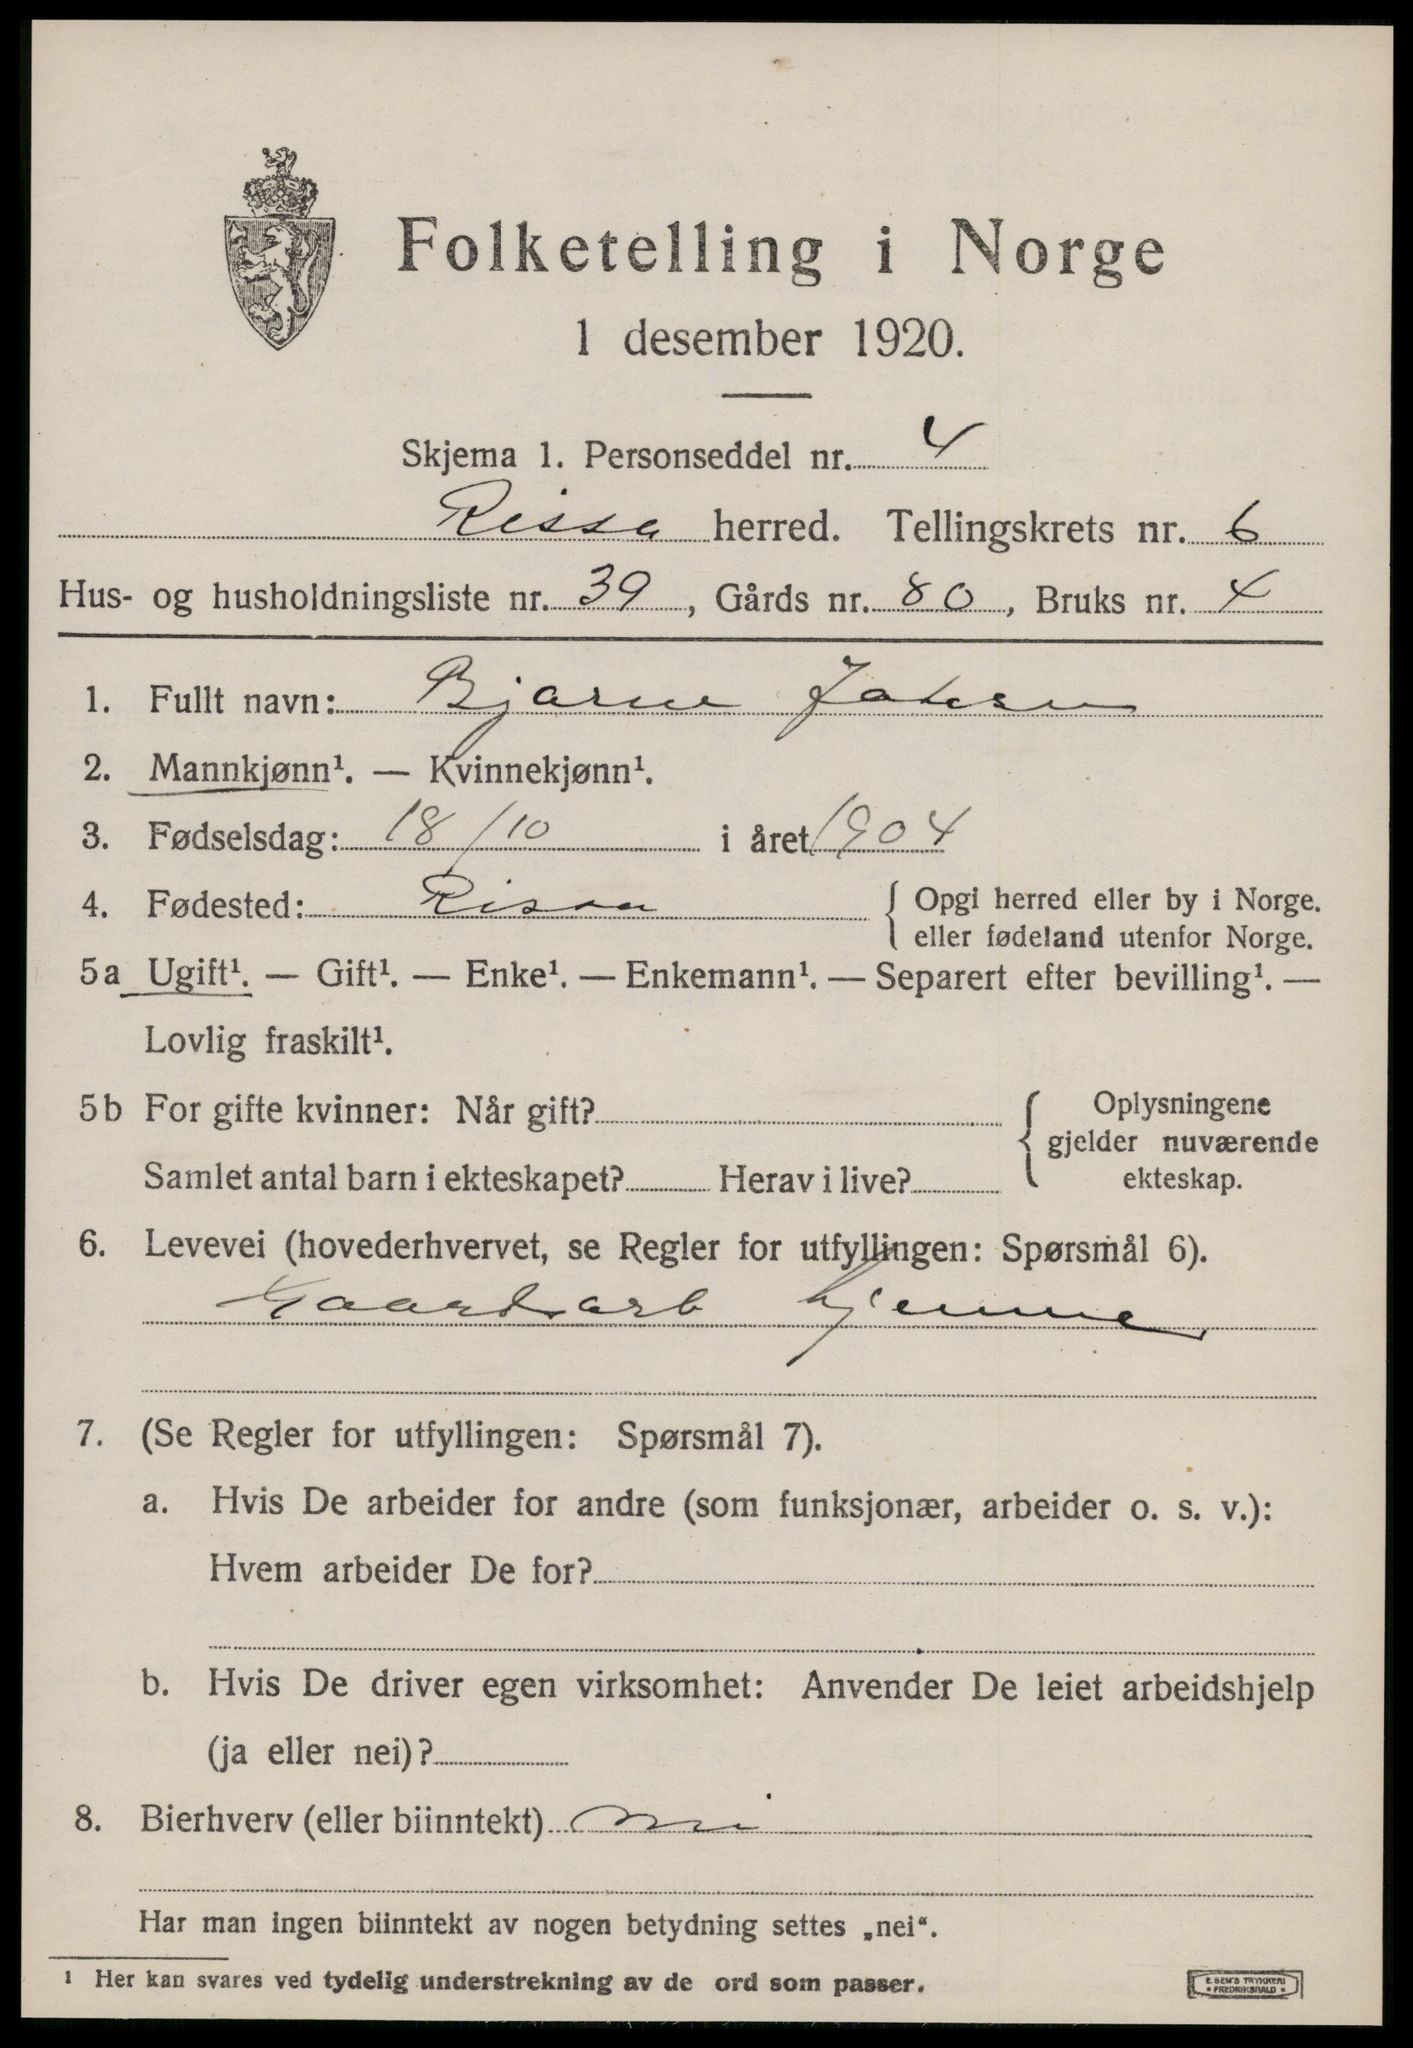 Folketelling i Norge
1 desember 1920.
Skjema 1. Personseddel nr. 4
Rissa herred. Tellingskrets nr. 6
Hus- og husholdningsliste nr. 39, Gårds nr. 80, Bruks nr. 4
1. Fullt navn: Bjarne
2. Mannkjønn¹. — Kvinnekjønn¹.
3. Fødselsdag: 18/10 i året 1904
4. Fødested: Rissa { Opgi herred eller by i Norge.
eller fødeland utenfor Norge.
5a Ugift¹. — Gift¹. — Enke¹. — Enkemann¹. — Separert efter bevilling¹. —
Lovlig fraskilt¹.
5b For gifte kvinner: Når gift? { Oplysningene
gjelder nuværende
Samlet antal barn i ekteskapet? Herav i live? ekteskap.
6. Levevei (hovederhvervet, se Regler for utfyllingen: Spørsmål 6).
Gaardsarb hjemme
7. (Se Regler for utfyllingen: Spørsmål 7).
a. Hvis De arbeider for andre (som funksjonær, arbeider o. s. v.):
Hvem arbeider De for?
b. Hvis De driver egen virksomhet: Anvender De leiet arbeidshjelp
(ja eller nei)?
8. Bierhverv (eller biinntekt) nei
Har man ingen biinntekt av nogen betydning settes „nei“.
¹ Her kan svares ved tydelig understrekning av de ord som passer.
E. SEM'S TRYKKERI
• FREDRIKSHALD •